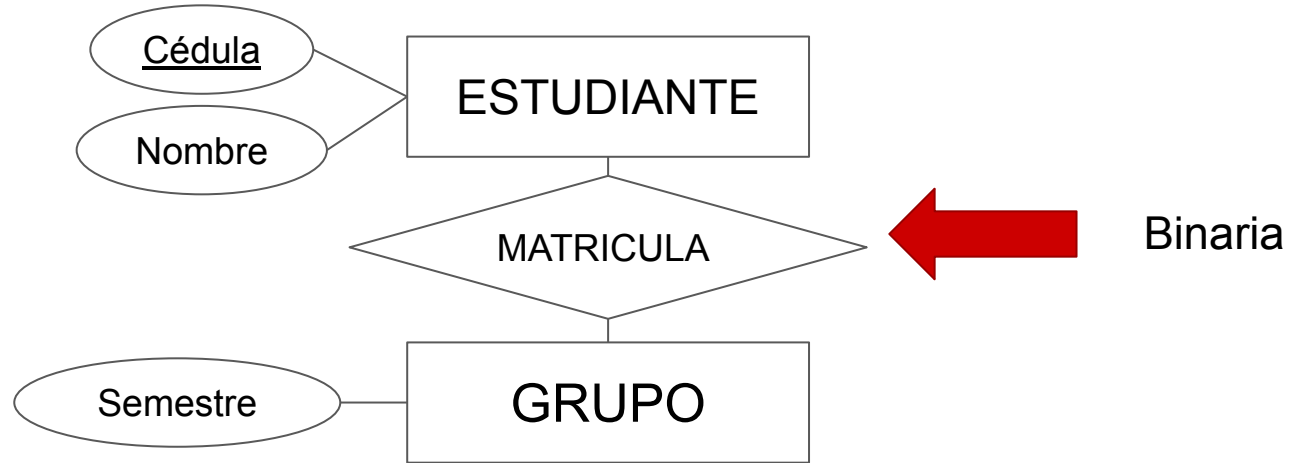 Cédula
ESTUDIANTE
Nombre
MATRICULA
Binaria
Semestre
GRUPO